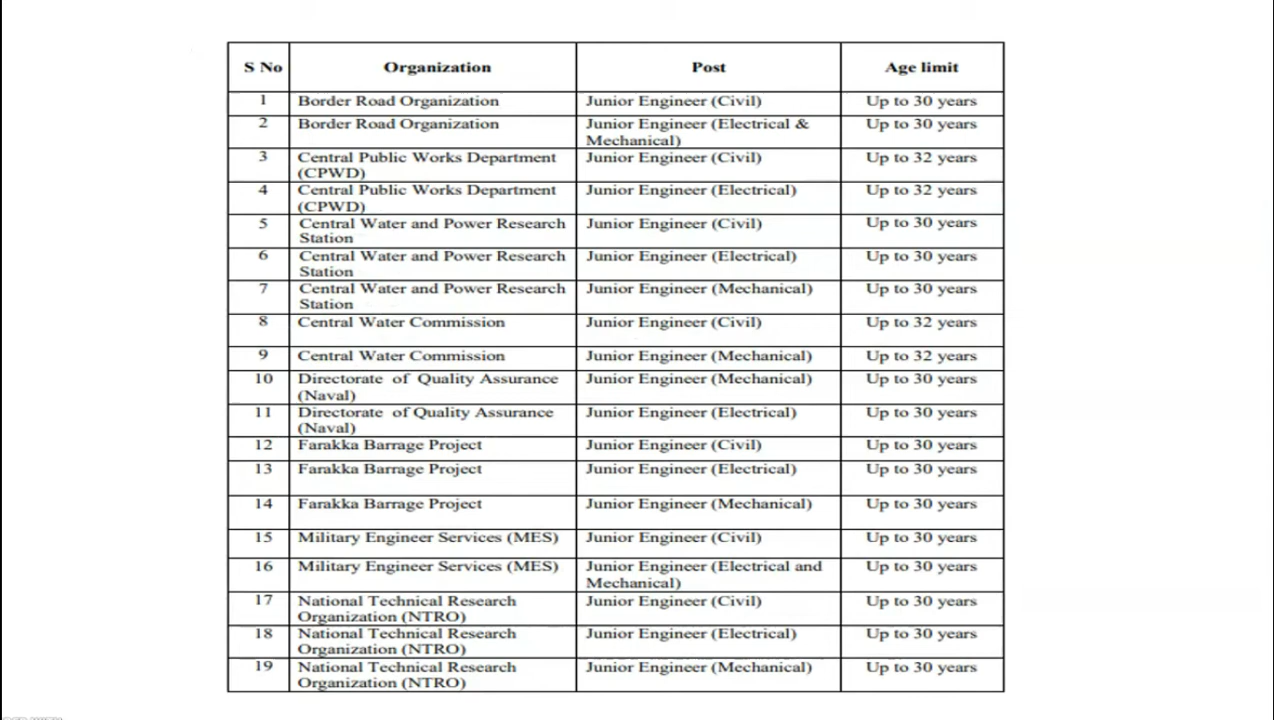 S No Organization Post Age limit
1 Border Road Organization Junior Engineer (Civil) Up to 30 years
2 Border Road Organization Junior Engineer (Electrical & Up to 30 years
Mechanical)
3 Central Public Works Department Junior Engineer (Civil) Up to 32 years
(CPWD)
4 Central Public Works Department Junior Engineer (Electrical) Up to 32 years
(CPWD)
5 Central Water and Power Research Junior Engineer (Civil) Up to 30 years
Station
6 Central Water and Power Research Junior Engineer (Electrical) Up to 30 years
Station
7 Central Water and Power Research Junior Engineer (Mechanical) Up to 30 years
Station
8 Central Water Commission Junior Engineer (Civil) Up to 32 years
9 Central Water Commission Junior Engineer (Mechanical) Up to 32 years
10 Directorate of Quality Assurance Junior Engineer (Mechanical) Up to 30 years
(Naval)
11 Directorate of Quality Assurance Junior Engineer (Electrical) Up to 30 years
(Naval)
12 Farakka Barrage Project Junior Engineer (Civil) Up to 30 years
13 Farakka Barrage Project Junior Engineer (Electrical) Up to 30 years
14 Farakka Barrage Project Junior Engineer (Mechanical) Up to 30 years
15 Military Engineer Services (MES) Junior Engineer (Civil) Up to 30 years
16 Military Engineer Services (MES) Junior Engineer (Electrical and Up to 30 years
Mechanical)
17 National Technical Research Junior Engineer (Civil) Up to 30 years
Organization (NTRO)
18 National Technical Research Junior Engineer (Electrical) Up to 30 years
Organization (NTRO)
19 National Technical Research Junior Engineer (Mechanical) Up to 30 years
Organization (NTRO)